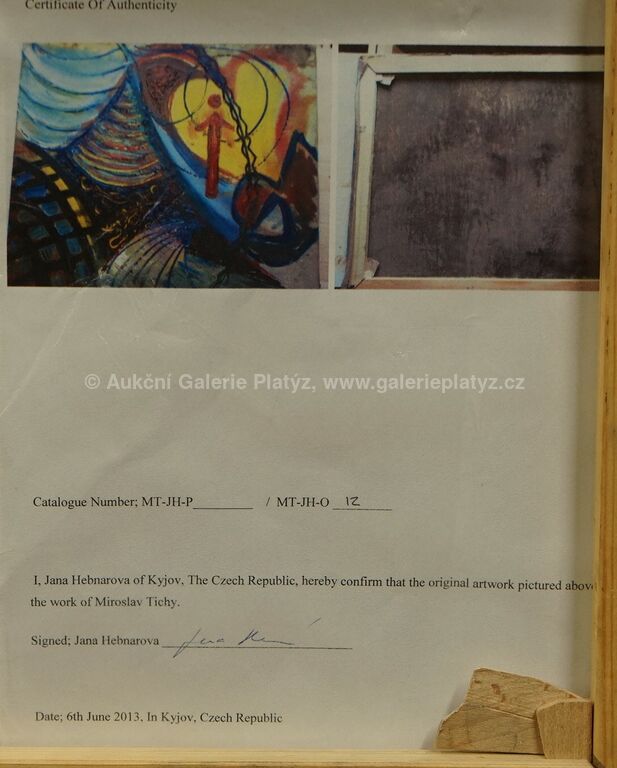 Certificate Of Authenticity
© Aukční Galerie Platýz, www.galerieplatyz.cz
Catalogue Number; MT-JH-P________ / MT-JH-O 12
I, Jana Hebnarova of Kyjov, The Czech Republic, hereby confirm that the original artwork pictured above
the work of Miroslav Tichy.
Signed; Jana Hebnarova
Date; 6th June 2013, In Kyjov, Czech Republic